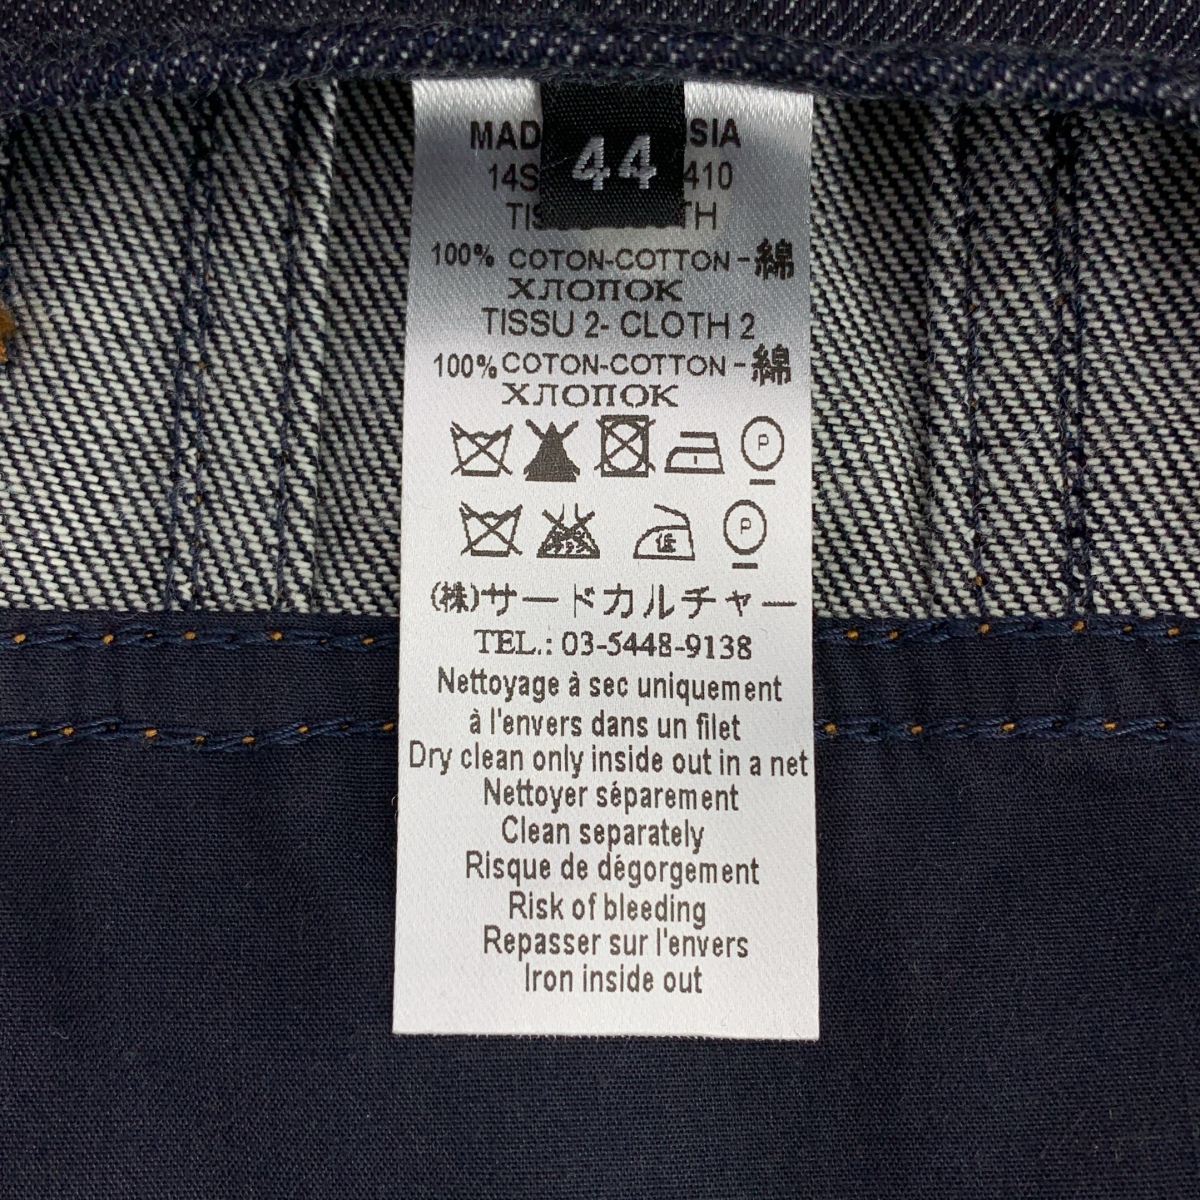 44
100% COTON-COTTON-綿
ХЛОПОК
TISSU 2- CLOTH 2
100% COTON-COTTON-綿
ХЛОПОК
P
低 P
(株)サードカルチャー
TEL.: 03-5448-9138
Nettoyage à sec uniquement
à l'envers dans un filet
Dry clean only inside out in a net
Nettoyer séparement
Clean separately
Risque de dégorgement
Risk of bleeding
Repasser sur l'envers
Iron inside out